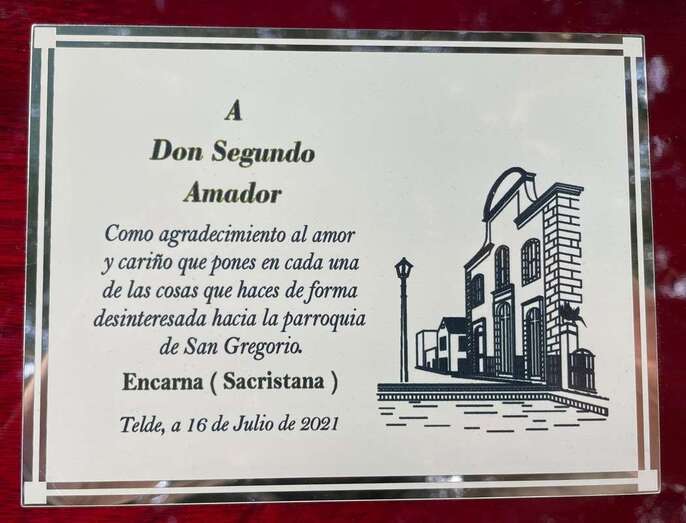 A
Don Segundo
Amador
Como agradecimiento al amor
y cariño que pones en cada una
de las cosas que haces de forma
desinteresada hacia la parroquia
de San Gregorio.
Encarna ( Sacristana )
Telde, a 16 de Julio de 2021